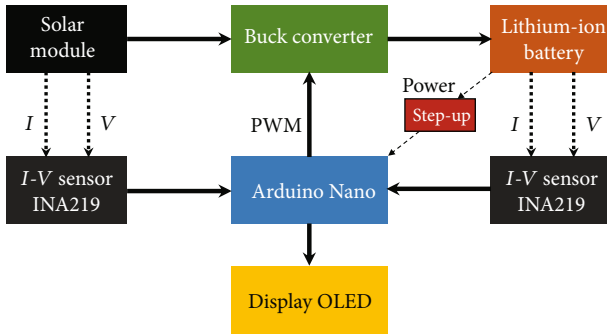 Solar
module
Buck converter
Lithium-ion
battery
Power
Step-up
I
V
PWM
I
V
I-V sensor
INA219
Arduino Nano
I-V sensor
INA219
Display OLED